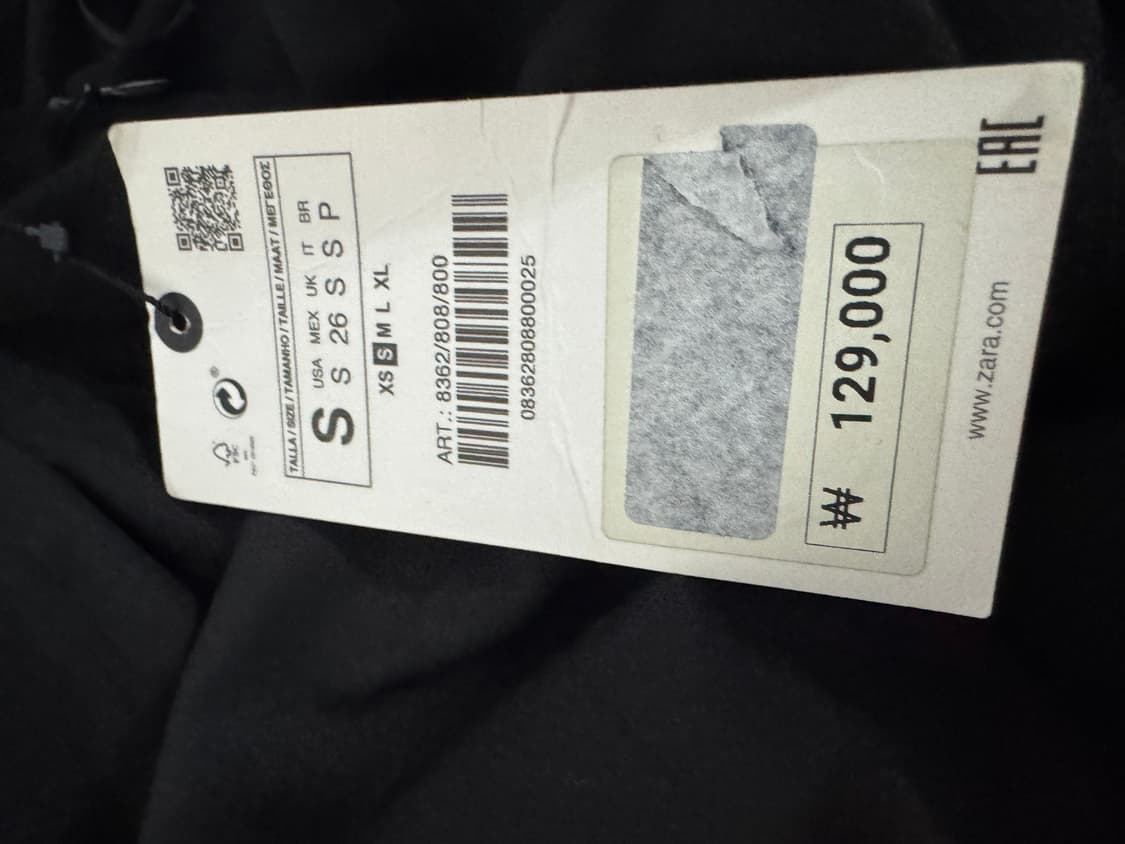 TALLA / SIZE / TAMANHO / TAILLE / MAAT / ΜΕΓΕΘΟΣ
USA MEX UK IT BR
S S 26 S S P
XS S M L XL
ART.: 8362/808/800
08362808800025
₩ 129,000
www.zara.com
EAC